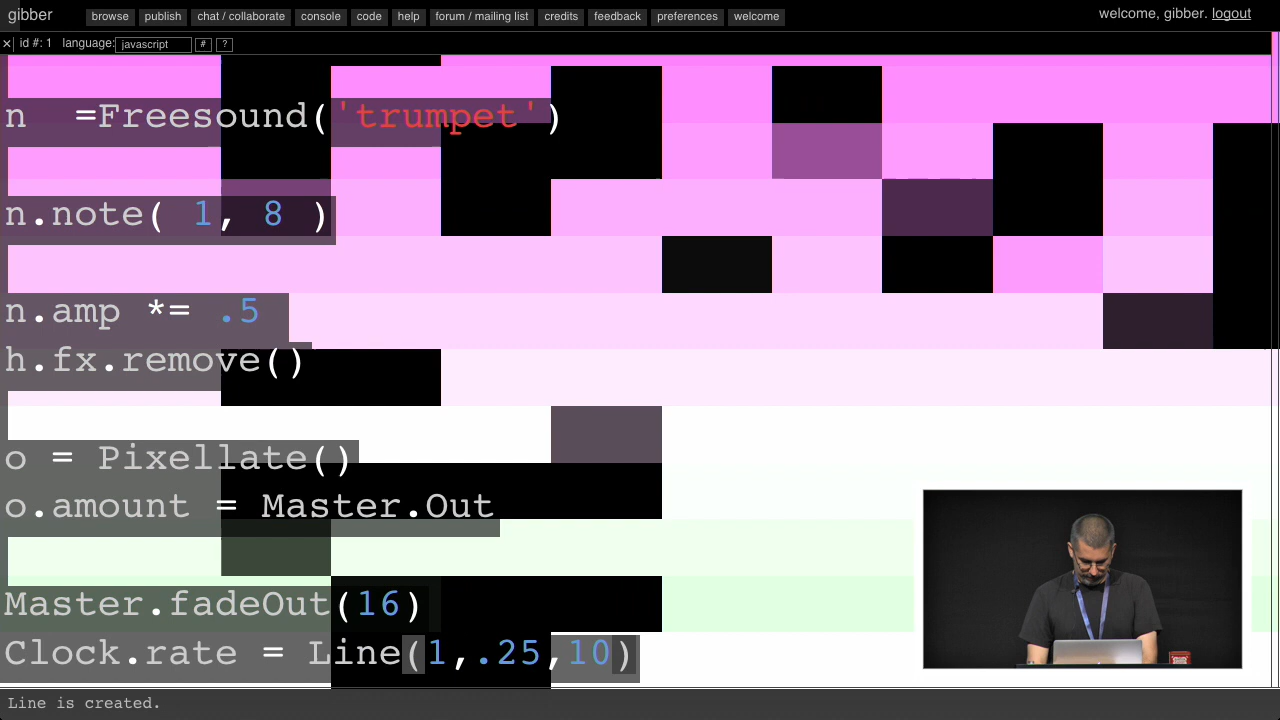 gibber browse publish chat / collaborate console code help forum / mailing list credits feedback preferences welcome welcome, gibber. logout
× id #: 1 language: javascript # ?
n  =Freesound('trumpet')
n.note( 1, 8 )
n.amp *= .5
h.fx.remove()
o = Pixellate()
o.amount = Master.Out
Master.fadeOut(16)
Clock.rate = Line(1,.25,10)
Line is created.